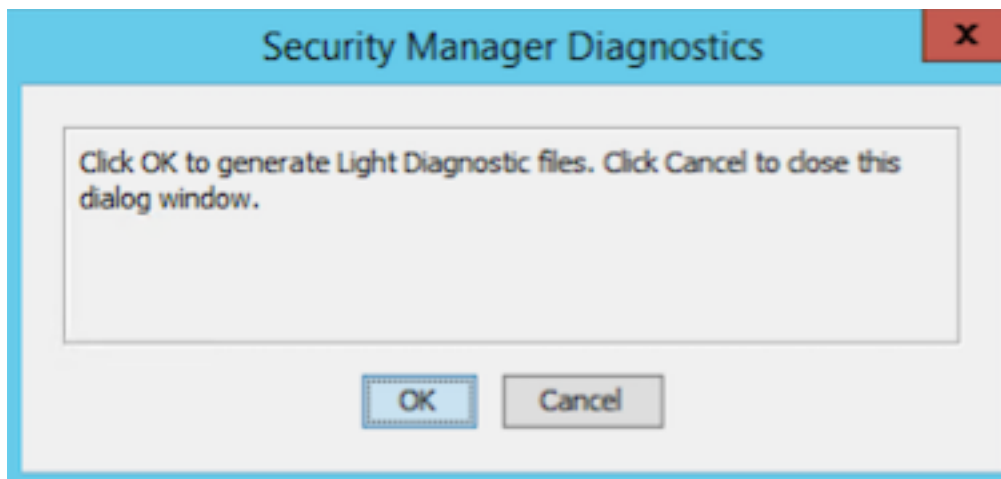 Security Manager Diagnostics
x
Click OK to generate Light Diagnostic files. Click Cancel to close this
dialog window.
OK
Cancel